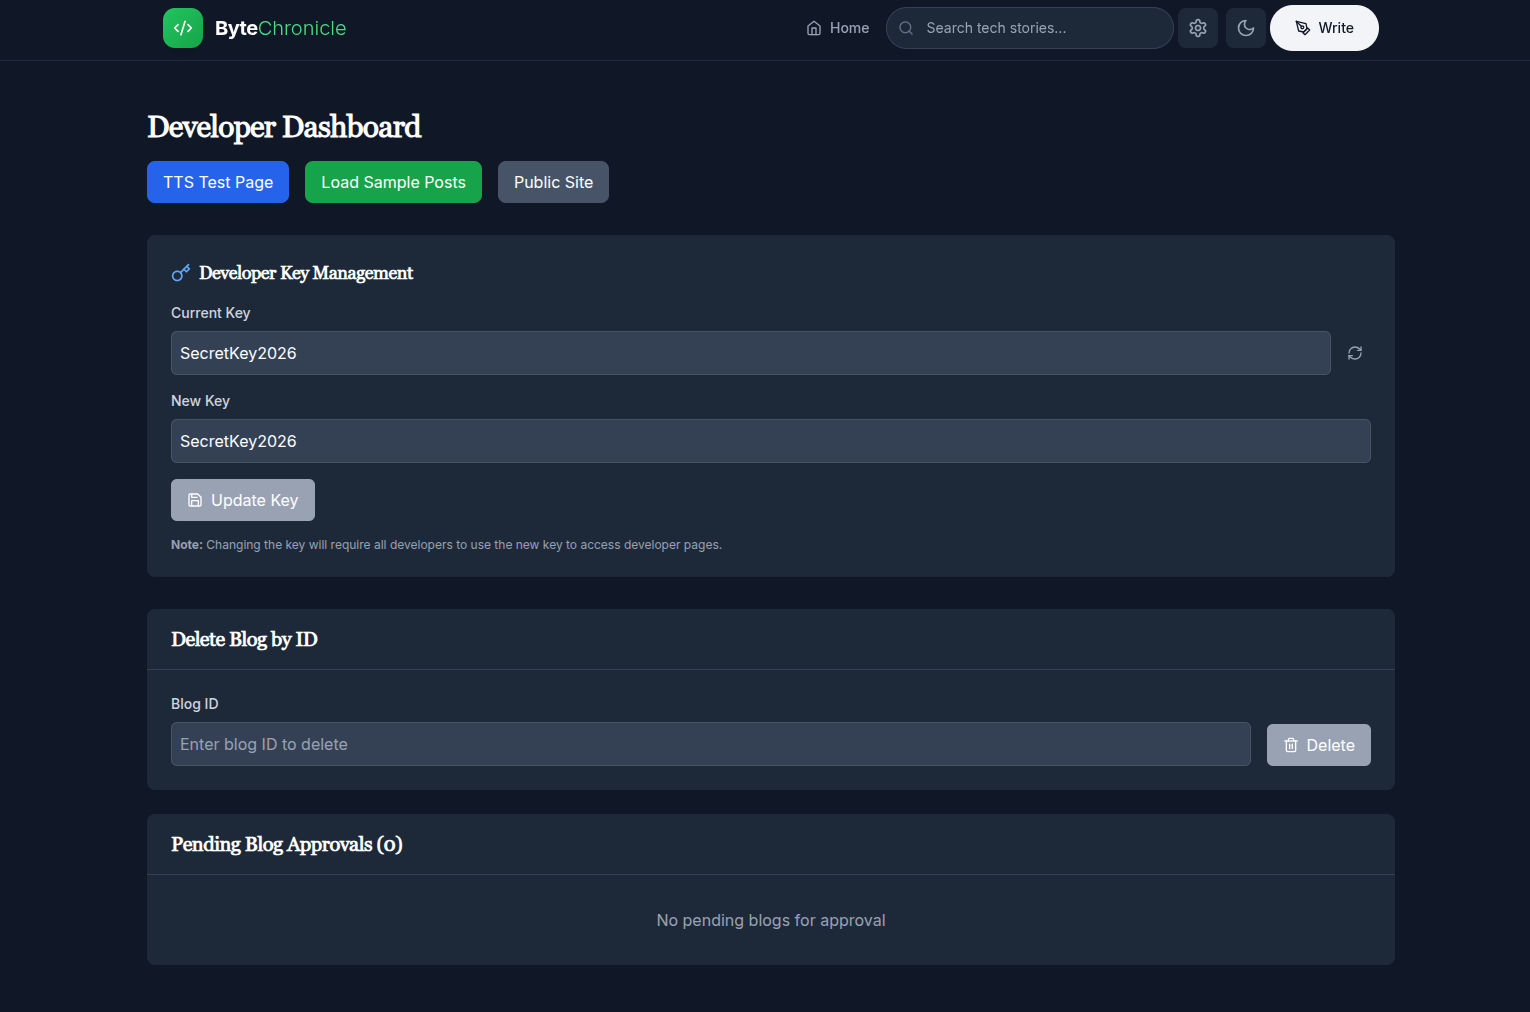 ByteChronicle
Home
Search tech stories...
Write
Developer Dashboard
TTS Test Page
Load Sample Posts
Public Site
Developer Key Management
Current Key
SecretKey2026
New Key
SecretKey2026
Update Key
Note: Changing the key will require all developers to use the new key to access developer pages.
Delete Blog by ID
Blog ID
Enter blog ID to delete
Delete
Pending Blog Approvals (0)
No pending blogs for approval